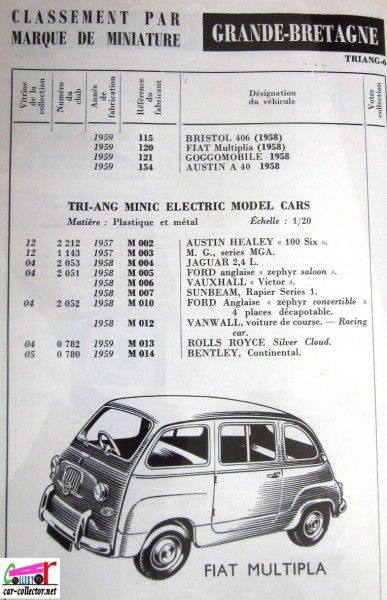 CLASSEMENT PAR
MARQUE DE MINIATURE
GRANDE-BRETAGNE
TRIANG-6
Vitrine de la collection
Numéro du club
Année de fabrication
Référence du fabricant
Désignation du véhicule
Votre collection
1959 115 BRISTOL 406 (1958)
1959 120 FIAT Multiplia (1958)
1959 121 GOGGOMOBILE 1958
1959 154 AUSTIN A 40 1958
TRI-ANG MINIC ELECTRIC MODEL CARS
Matière : Plastique et métal Échelle : 1/20
12 2 212 1957 M 002 AUSTIN HEALEY « 100 Six ».
12 1 143 1957 M 003 M. G., series MGA.
04 2 053 1958 M 004 JAGUAR 2,4 L.
04 2 051 1958 M 005 FORD anglaise « zephyr saloon ».
1958 M 006 VAUXHALL « Victor ».
1958 M 007 SUNBEAM, Rapier Series 1.
04 2 052 1958 M 010 FORD Anglaise « zephyr convertible »
4 places décapotable.
1958 M 012 VANWALL, voiture de course. — Racing
car.
04 0 782 1959 M 013 ROLLS ROYCE Silver Cloud.
05 0 780 1959 M 014 BENTLEY, Continental.
FIAT MULTIPLA
COLLECTOR
car-collector.net